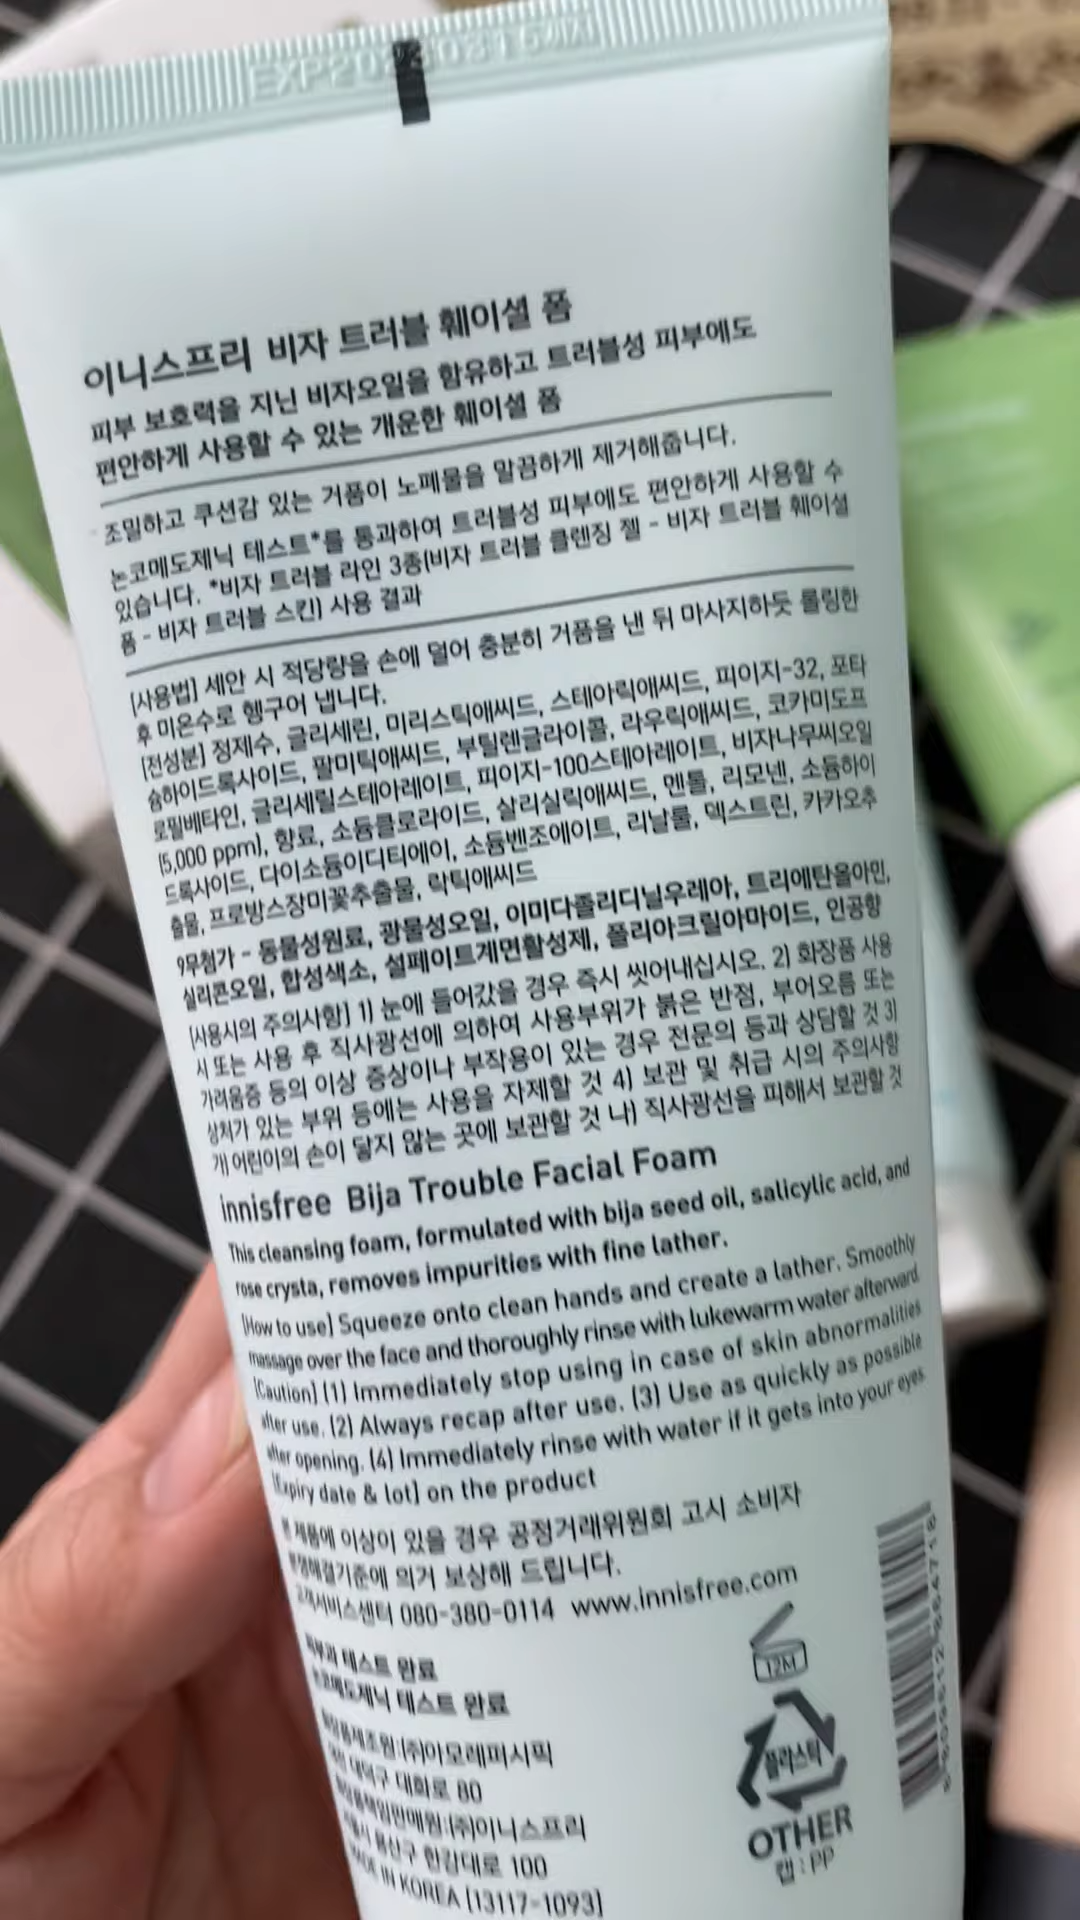 이니스프리 비자 트러블 훼이셜 폼
피부 보호력을 지닌 비자오일을 함유하고 트러블성 피부에도
편안하게 사용할 수 있는 개운한 훼이셜 폼
조밀하고 쿠션감 있는 거품이 노폐물을 말끔하게 제거해줍니다.
논코메도제닉 테스트*를 통과하여 트러블성 피부에도 편안하게 사용할 수
있습니다. *비자 트러블 라인 3종(비자 트러블 클렌징 젤 - 비자 트러블 훼이셜
폼 - 비자 트러블 스킨) 사용 결과
[사용법] 세안 시 적당량을 손에 덜어 충분히 거품을 낸 뒤 마사지하듯 롤링한
후 미온수로 헹구어 냅니다.
[전성분] 정제수, 글리세린, 미리스틱애씨드, 스테아릭애씨드, 피이지-32, 포타
슘하이드록사이드, 팔미틱애씨드, 부틸렌글라이콜, 라우릭애씨드, 코카미도프
로필베타인, 글리세릴스테아레이트, 피이지-100스테아레이트, 비자나무씨오일
(5,000 ppm), 향료, 소듐클로라이드, 살리실릭애씨드, 멘톨, 리모넨, 소듐하이
드록사이드, 다이소듐이디티에이, 소듐벤조에이트, 리날룰, 덱스트린, 카카오추
출물, 프로방스장미꽃추출물, 락틱애씨드
9무첨가 - 동물성원료, 광물성오일, 이미다졸리디닐우레아, 트리에탄올아민,
실리콘오일, 합성색소, 설페이트계면활성제, 폴리아크릴아마이드, 인공향
[사용시의 주의사항] 1) 눈에 들어갔을 경우 즉시 씻어내십시오. 2) 화장품 사용
시 또는 사용 후 직사광선에 의하여 사용부위가 붉은 반점, 부어오름 또는
가려움증 등의 이상 증상이나 부작용이 있는 경우 전문의 등과 상담할 것 3)
상처가 있는 부위 등에는 사용을 자제할 것 4) 보관 및 취급 시의 주의사항
가) 어린이의 손이 닿지 않는 곳에 보관할 것 나) 직사광선을 피해서 보관할 것
innisfree Bija Trouble Facial Foam
This cleansing foam, formulated with bija seed oil, salicylic acid, and
rose crysta, removes impurities with fine lather.
[How to use] Squeeze onto clean hands and create a lather. Smoothly
massage over the face and thoroughly rinse with lukewarm water afterward.
[Caution] (1) Immediately stop using in case of skin abnormalities
after use. (2) Always recap after use. (3) Use as quickly as possible
after opening. (4) Immediately rinse with water if it gets into your eyes
[Expiry date & lot] on the product
본 제품에 이상이 있을 경우 공정거래위원회 고시 소비자
분쟁해결기준에 의거 보상해 드립니다.
고객서비스센터 080-380-0114 www.innisfree.com
12M
피부과 테스트 완료
논코메도제닉 테스트 완료
화장품제조원:(주)아모레퍼시픽
대덕구 대화로 80
화장품책임판매원:(주)이니스프리
용산구 한강대로 100
MADE IN KOREA [13117-1093]
플라스틱
OTHER
캡 : PP